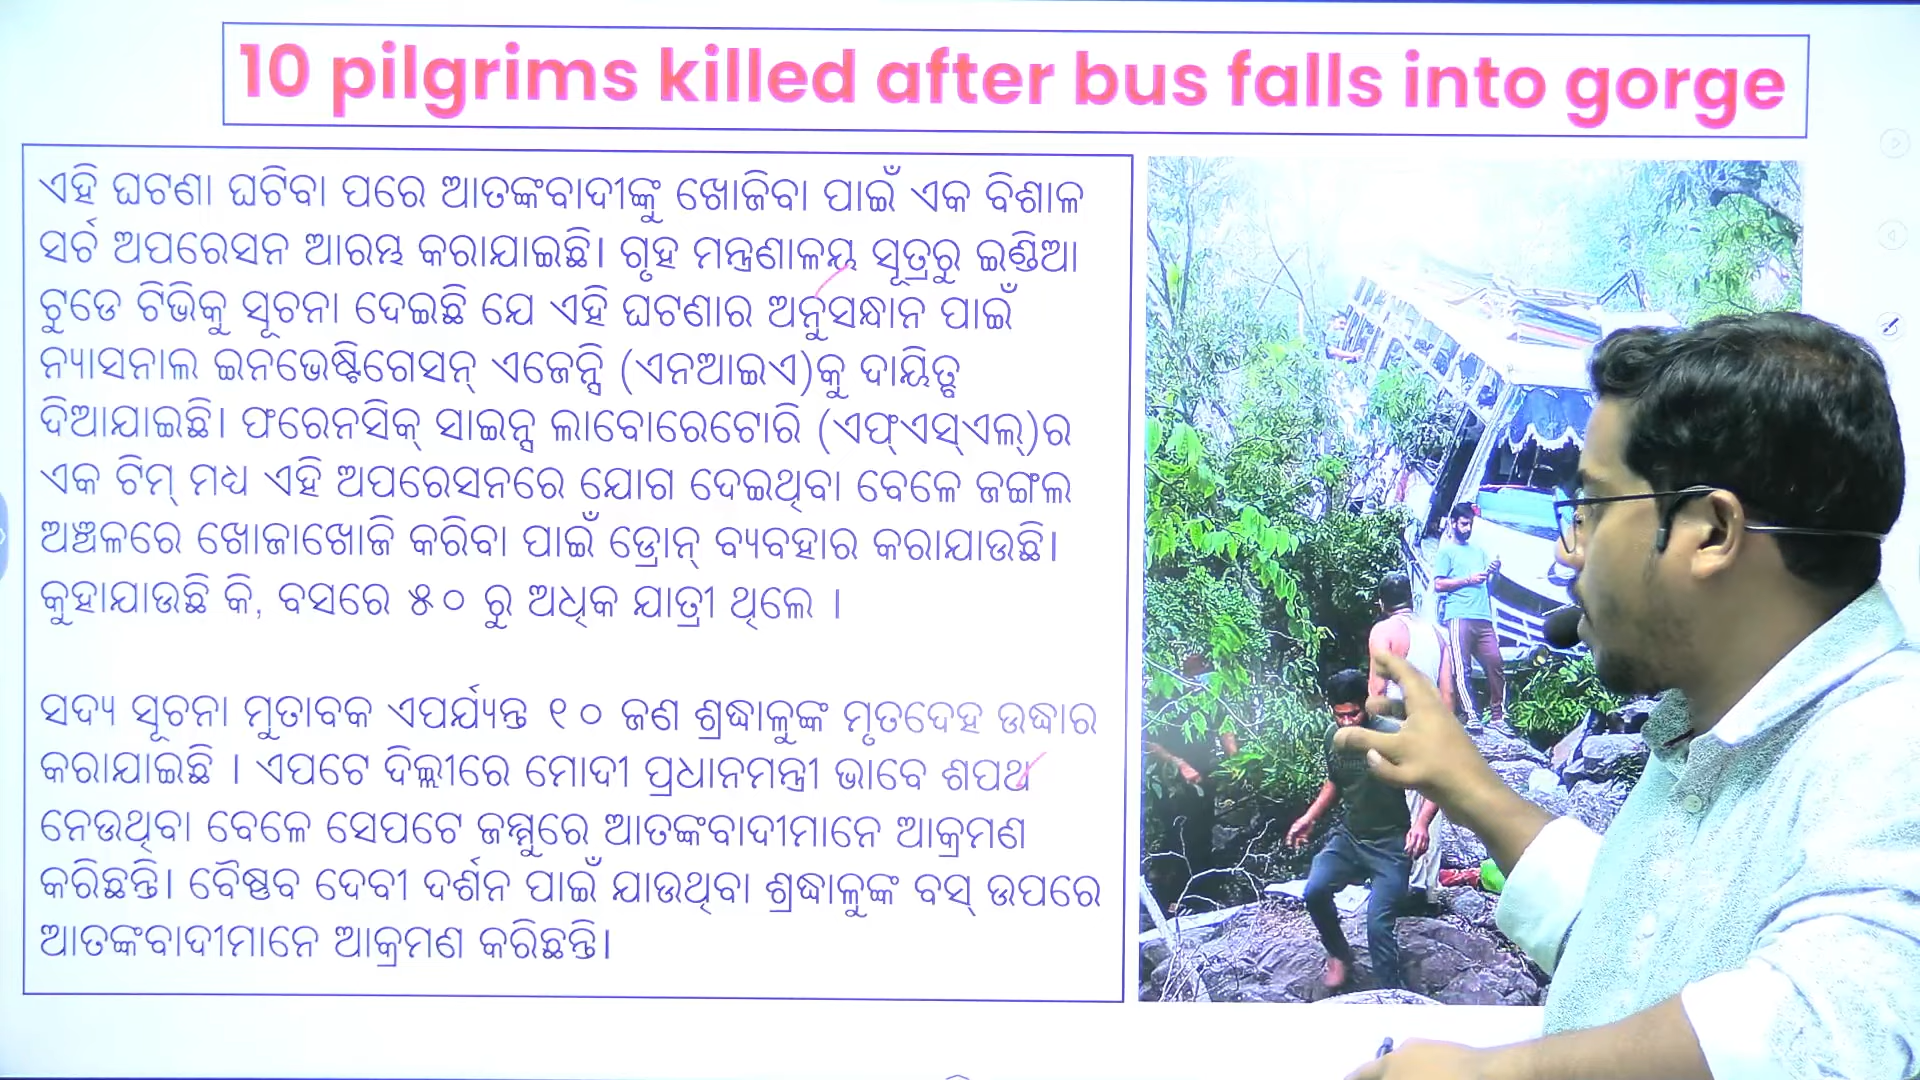 10 pilgrims killed after bus falls into gorge
ଏହି ଘଟଣା ଘଟିବା ପରେ ଆତଙ୍କବାଦୀଙ୍କୁ ଖୋଜିବା ପାଇଁ ଏକ ବିଶାଳ
ସର୍ଚ ଅପରେସନ ଆରମ୍ଭ କରାଯାଇଛି। ଗୃହ ମନ୍ତ୍ରଣାଳୟ ସୂତ୍ରରୁ ଇଣ୍ଡିଆ
ଟୁଡେ ଟିଭିକୁ ସୂଚନା ଦେଇଛି ଯେ ଏହି ଘଟଣାର ଅନୁସନ୍ଧାନ ପାଇଁ
ନ୍ୟାସନାଲ ଇନଭେଷ୍ଟିଗେସନ୍ ଏଜେନ୍ସି (ଏନଆଇଏ)କୁ ଦାୟିତ୍ଵ
ଦିଆଯାଇଛି। ଫରେନସିକ୍ ସାଇନ୍ସ ଲାବୋରେଟୋରି (ଏଫ୍ଏସ୍ଏଲ୍)ର
ଏକ ଟିମ୍ ମଧ୍ୟ ଏହି ଅପରେସନରେ ଯୋଗ ଦେଇଥିବା ବେଳେ ଜଙ୍ଗଲ
ଅଞ୍ଚଳରେ ଖୋଜାଖୋଜି କରିବା ପାଇଁ ଡ୍ରୋନ୍ ବ୍ୟବହାର କରାଯାଉଛି।
କୁହାଯାଉଛି କି, ବସରେ ୫୦ ରୁ ଅଧିକ ଯାତ୍ରୀ ଥିଲେ ।
ସଦ୍ୟ ସୂଚନା ମୁତାବକ ଏପର୍ଯ୍ୟନ୍ତ ୧୦ ଜଣ ଶ୍ରଦ୍ଧାଳୁଙ୍କ ମୃତଦେହ ଉଦ୍ଧାର
କରାଯାଇଛି । ଏପଟେ ଦିଲ୍ଲୀରେ ମୋଦୀ ପ୍ରଧାନମନ୍ତ୍ରୀ ଭାବେ ଶପଥ
ନେଉଥିବା ବେଳେ ସେପଟେ ଜମ୍ମୁରେ ଆତଙ୍କବାଦୀମାନେ ଆକ୍ରମଣ
କରିଛନ୍ତି। ବୈଷ୍ଣବ ଦେବୀ ଦର୍ଶନ ପାଇଁ ଯାଉଥିବା ଶ୍ରଦ୍ଧାଳୁଙ୍କ ବସ୍ ଉପରେ
ଆତଙ୍କବାଦୀମାନେ ଆକ୍ରମଣ କରିଛନ୍ତି।